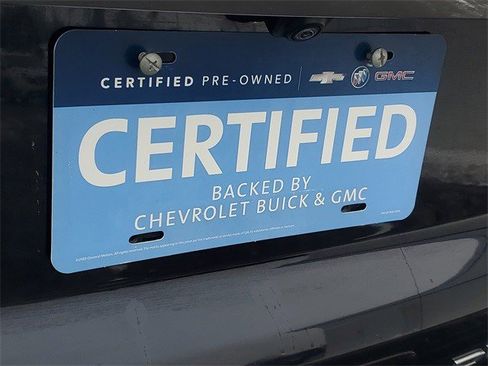 CERTIFIED PRE-OWNED GMC
CERTIFIED
BACKED BY
CHEVROLET BUICK & GMC